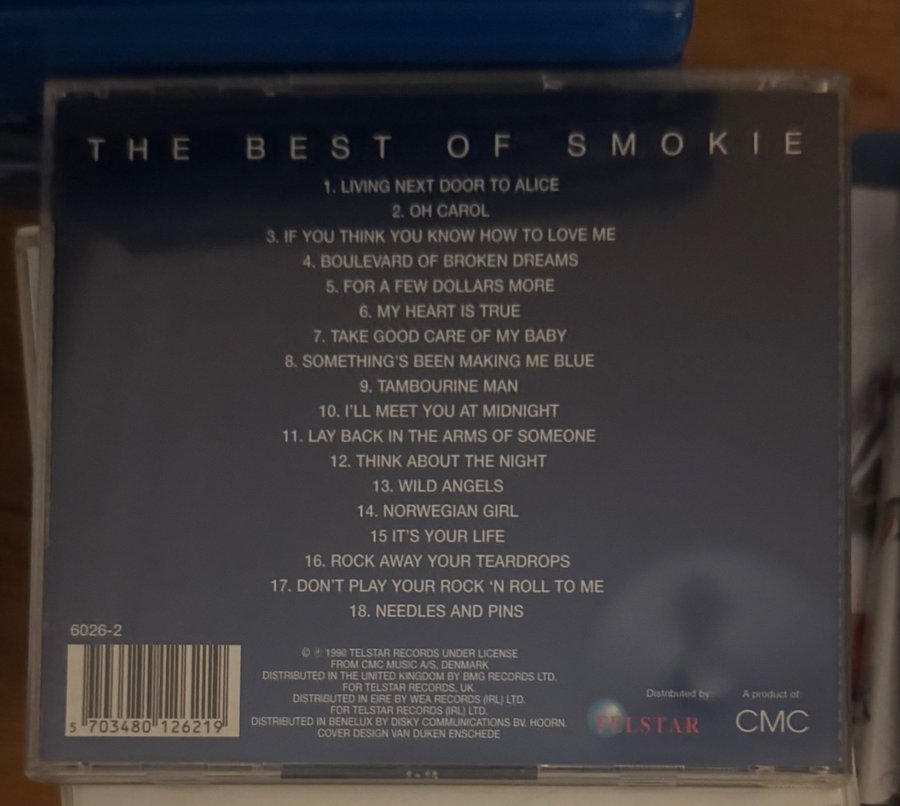 THE BEST OF SMOKIE
1. LIVING NEXT DOOR TO ALICE
2. OH CAROL
3. IF YOU THINK YOU KNOW HOW TO LOVE ME
4. BOULEVARD OF BROKEN DREAMS
5. FOR A FEW DOLLARS MORE
6. MY HEART IS TRUE
7. TAKE GOOD CARE OF MY BABY
8. SOMETHING'S BEEN MAKING ME BLUE
9. TAMBOURINE MAN
10. I'LL MEET YOU AT MIDNIGHT
11. LAY BACK IN THE ARMS OF SOMEONE
12. THINK ABOUT THE NIGHT
13. WILD ANGELS
14. NORWEGIAN GIRL
15 IT'S YOUR LIFE
16. ROCK AWAY YOUR TEARDROPS
17. DON'T PLAY YOUR ROCK 'N ROLL TO ME
18. NEEDLES AND PINS
6026-2
5 703480 126219
© ℗ 1990 TELSTAR RECORDS UNDER LICENSE
FROM CMC MUSIC A/S, DENMARK
DISTRIBUTED IN THE UNITED KINGDOM BY BMG RECORDS LTD.
FOR TELSTAR RECORDS, UK.
DISTRIBUTED IN EIRE BY WEA RECORDS (IRL) LTD.
FOR TELSTAR RECORDS (IRL) LTD.
DISTRIBUTED IN BENELUX BY DISKY COMMUNICATIONS BV. HOORN.
COVER DESIGN VAN DIJKEN ENSCHEDE
Distributed by:
TELSTAR
A product of:
CMC